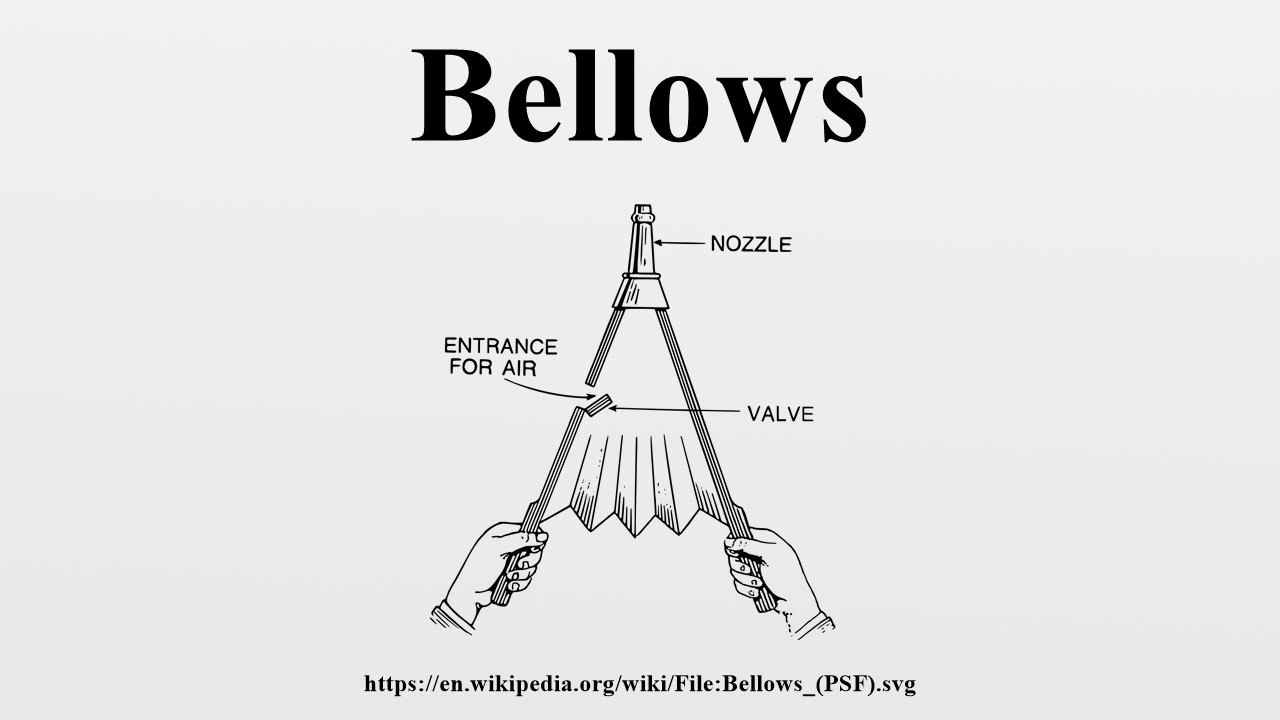 Bellows
NOZZLE
ENTRANCE
FOR AIR
VALVE
https://en.wikipedia.org/wiki/File:Bellows_(PSF).svg